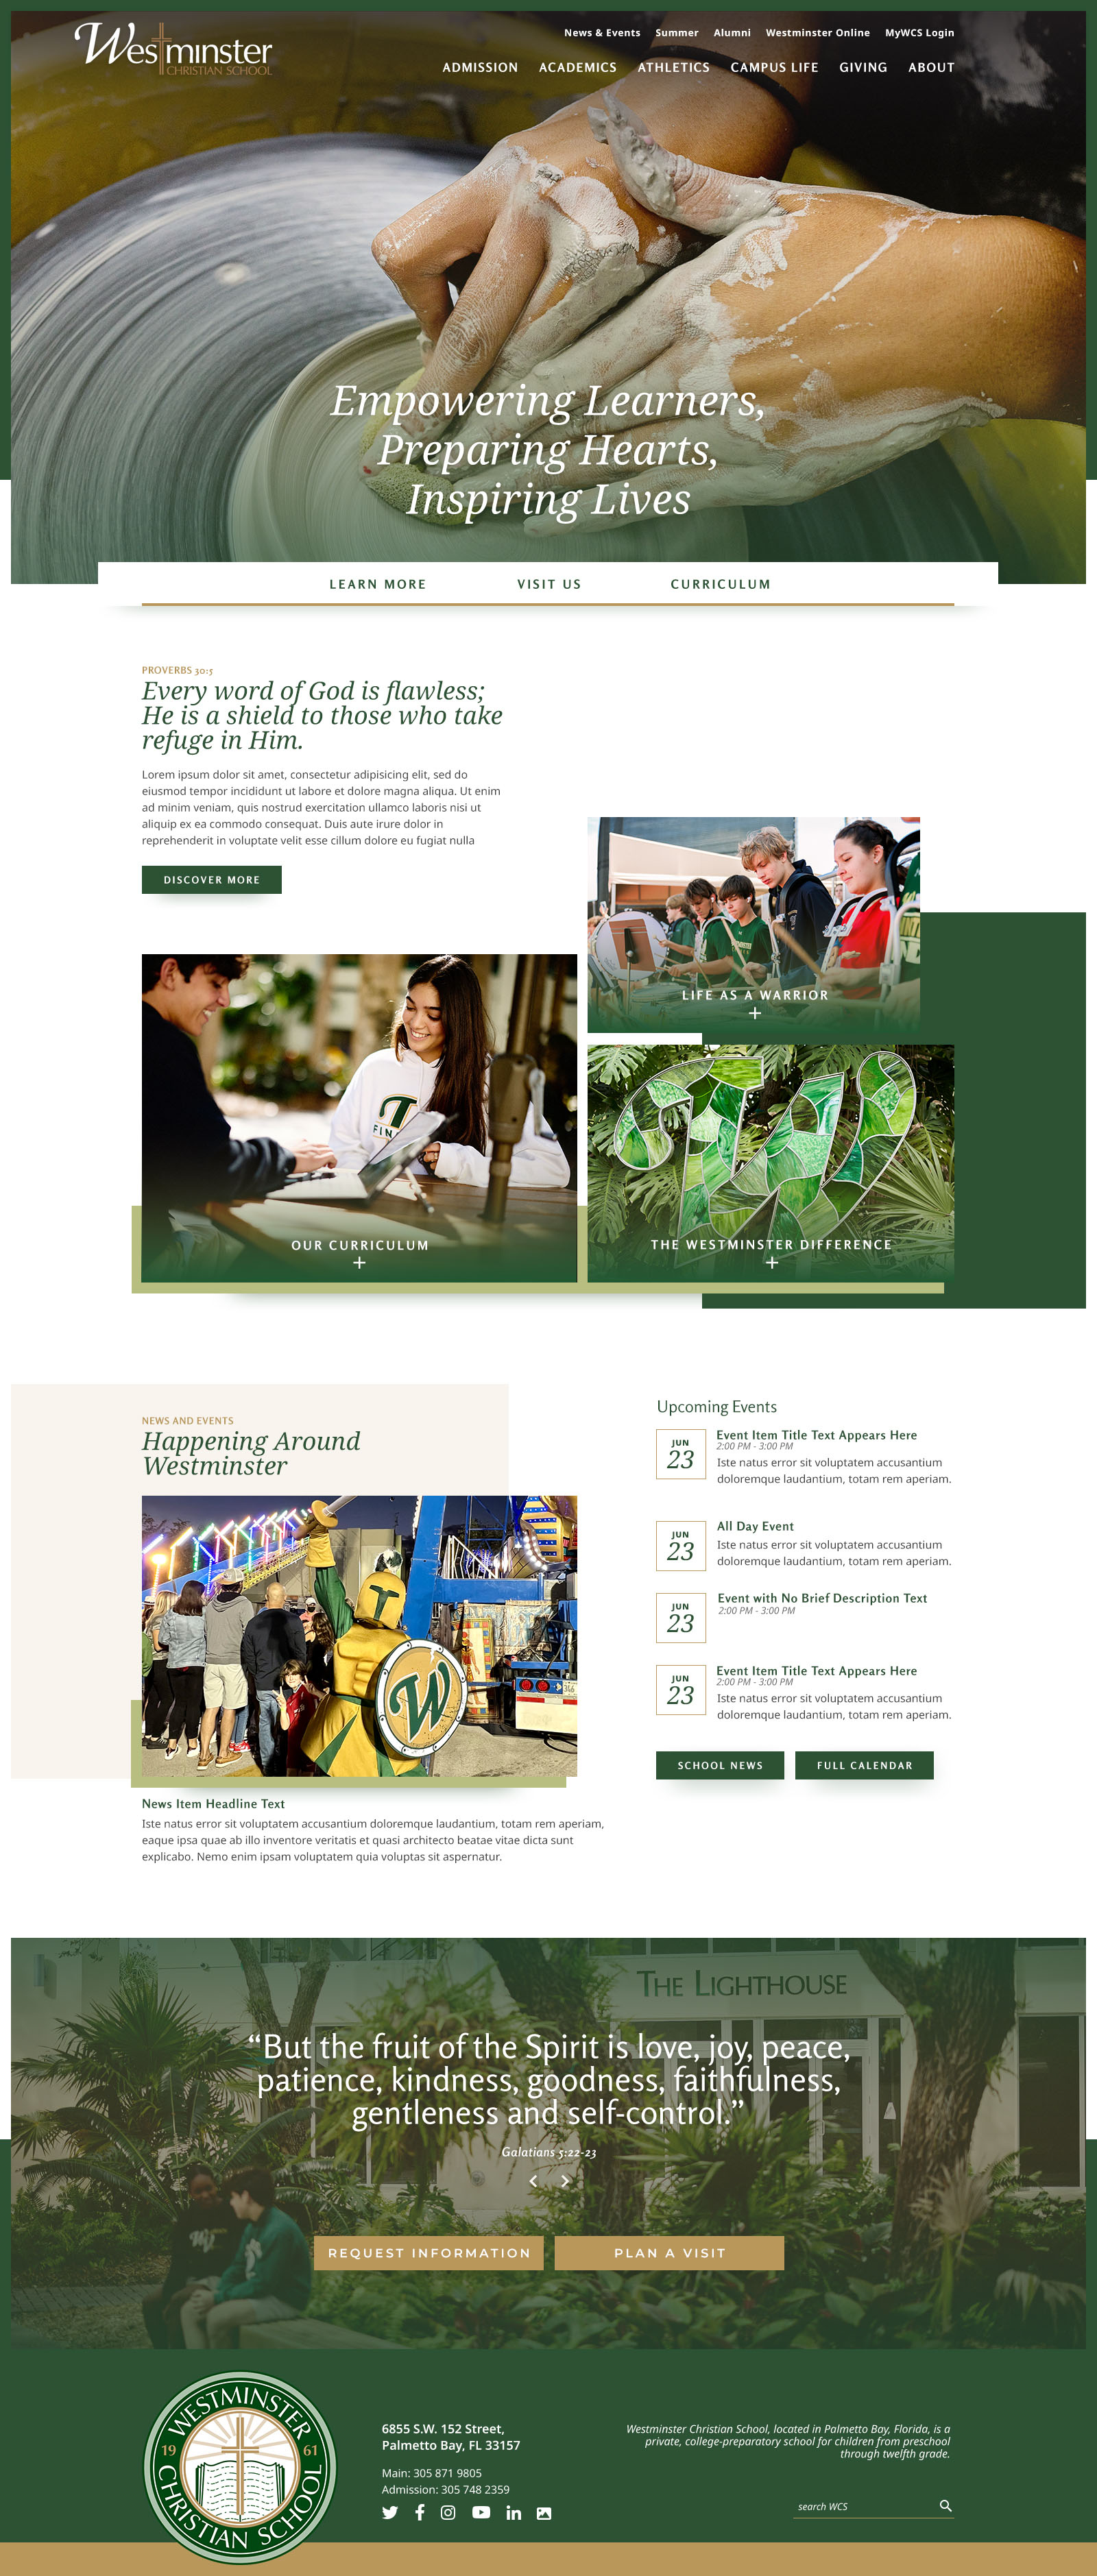 Westminster
CHRISTIAN SCHOOL
News & Events Summer Alumni Westminster Online MyWCS Login
ADMISSION ACADEMICS ATHLETICS CAMPUS LIFE GIVING ABOUT
Empowering Learners,
Preparing Hearts,
Inspiring Lives
LEARN MORE VISIT US CURRICULUM
PROVERBS 30:5
Every word of God is flawless;
He is a shield to those who take
refuge in Him.
Lorem ipsum dolor sit amet, consectetur adipisicing elit, sed do
eiusmod tempor incididunt ut labore et dolore magna aliqua. Ut enim
ad minim veniam, quis nostrud exercitation ullamco laboris nisi ut
aliquip ex ea commodo consequat. Duis aute irure dolor in
reprehenderit in voluptate velit esse cillum dolore eu fugiat nulla
DISCOVER MORE
LIFE AS A WARRIOR
+
FIN
OUR CURRICULUM
+
W
THE WESTMINSTER DIFFERENCE
+
NEWS AND EVENTS
Happening Around
Westminster
W
News Item Headline Text
Iste natus error sit voluptatem accusantium doloremque laudantium, totam rem aperiam,
eaque ipsa quae ab illo inventore veritatis et quasi architecto beatae vitae dicta sunt
explicabo. Nemo enim ipsam voluptatem quia voluptas sit aspernatur.
Upcoming Events
JUN
23
Event Item Title Text Appears Here
2:00 PM - 3:00 PM
Iste natus error sit voluptatem accusantium
doloremque laudantium, totam rem aperiam.
JUN
23
All Day Event
Iste natus error sit voluptatem accusantium
doloremque laudantium, totam rem aperiam.
JUN
23
Event with No Brief Description Text
2:00 PM - 3:00 PM
JUN
23
Event Item Title Text Appears Here
2:00 PM - 3:00 PM
Iste natus error sit voluptatem accusantium
doloremque laudantium, totam rem aperiam.
SCHOOL NEWS FULL CALENDAR
THE LIGHTHOUSE
“But the fruit of the Spirit is love, joy, peace,
patience, kindness, goodness, faithfulness,
gentleness and self-control.”
Galatians 5:22-23
REQUEST INFORMATION PLAN A VISIT
WESTMINSTER
19 61
CHRISTIAN SCHOOL
6855 S.W. 152 Street,
Palmetto Bay, FL 33157
Main: 305 871 9805
Admission: 305 748 2359
Westminster Christian School, located in Palmetto Bay, Florida, is a
private, college-preparatory school for children from preschool
through twelfth grade.
search WCS